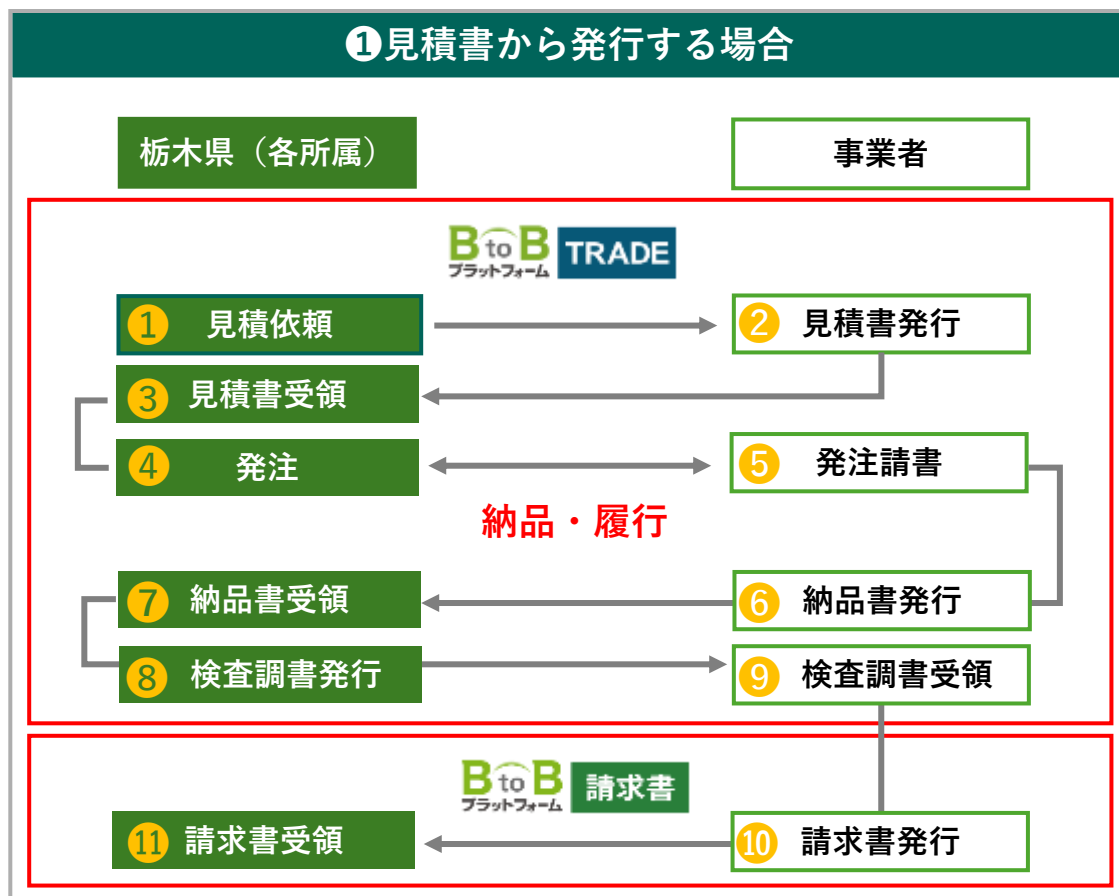 ❶見積書から発行する場合
栃木県（各所属）
事業者
BtoB
プラットフォーム
TRADE
1 見積依頼
2 見積書発行
3 見積書受領
4 発注
5 発注請書
納品・履行
7 納品書受領
6 納品書発行
8 検査調書発行
9 検査調書受領
BtoB
プラットフォーム
請求書
11 請求書受領
10 請求書発行